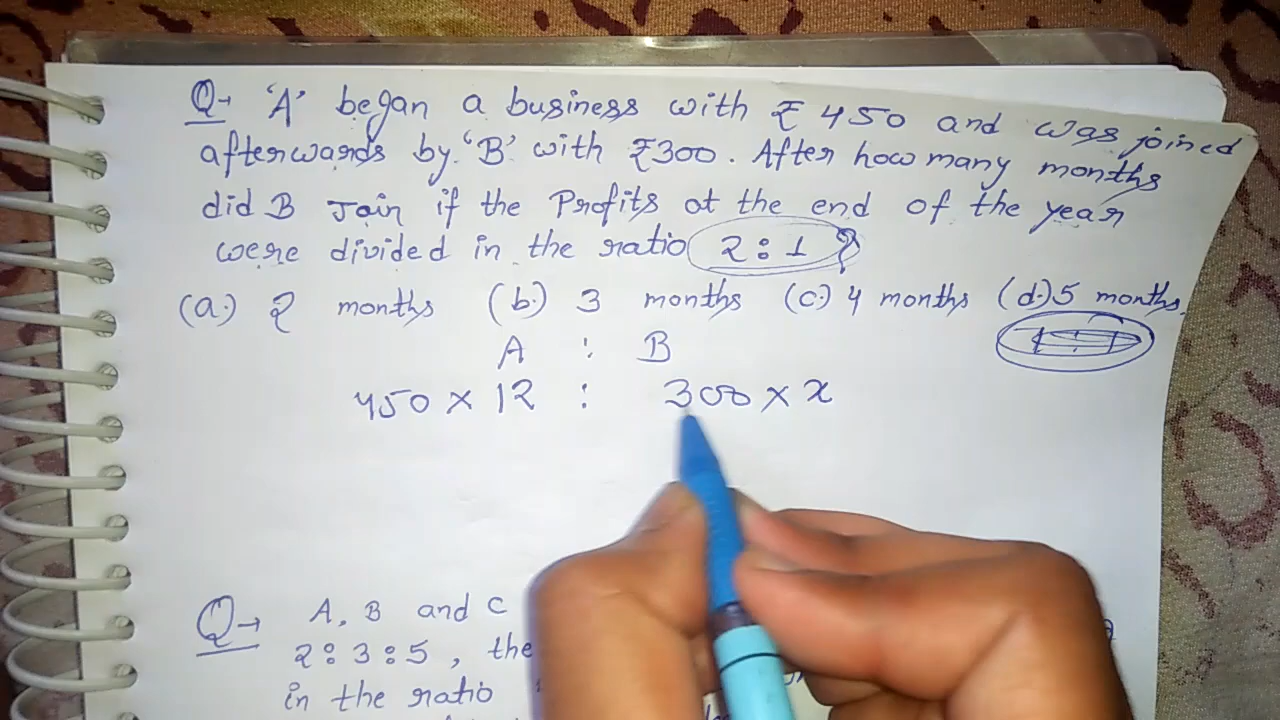 Q→ 'A' began a business with ₹ 450 and was joined
afterwards by 'B' with ₹300. After how many months
did B Join if the Profits at the end of the year
were divided in the ratio 2:1?
(a.) 2 months (b.) 3 months (c.) 4 months (d.) 5 months.
A : B
450 × 12 : 300 × x
Q→ A, B and C
2:3:5, the
in the ratio